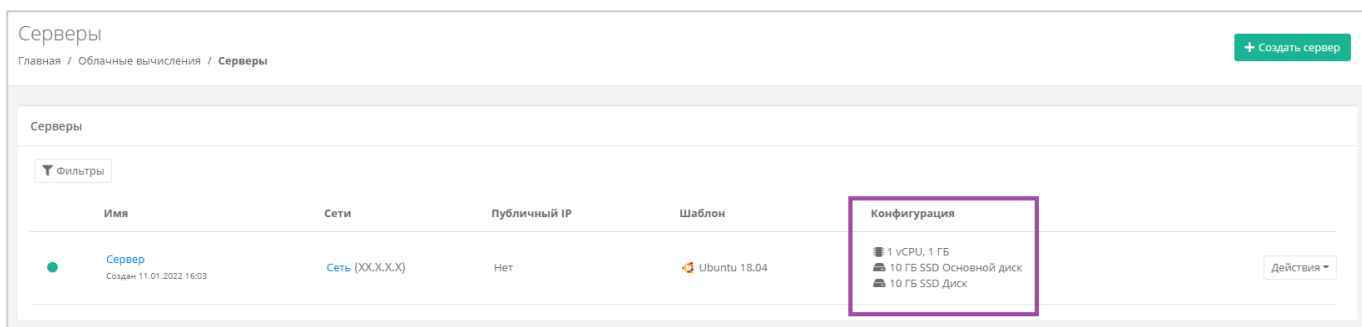 Серверы
+ Создать сервер
Главная / Облачные вычисления / Серверы
Серверы
Фильтры
Имя Сети Публичный IP Шаблон Конфигурация
Сервер
Создан 11.01.2022 16:03
Сеть (XX.X.X.X)
Нет
Ubuntu 18.04
1 vCPU, 1 ГБ
10 ГБ SSD Основной диск
10 ГБ SSD Диск
Действия